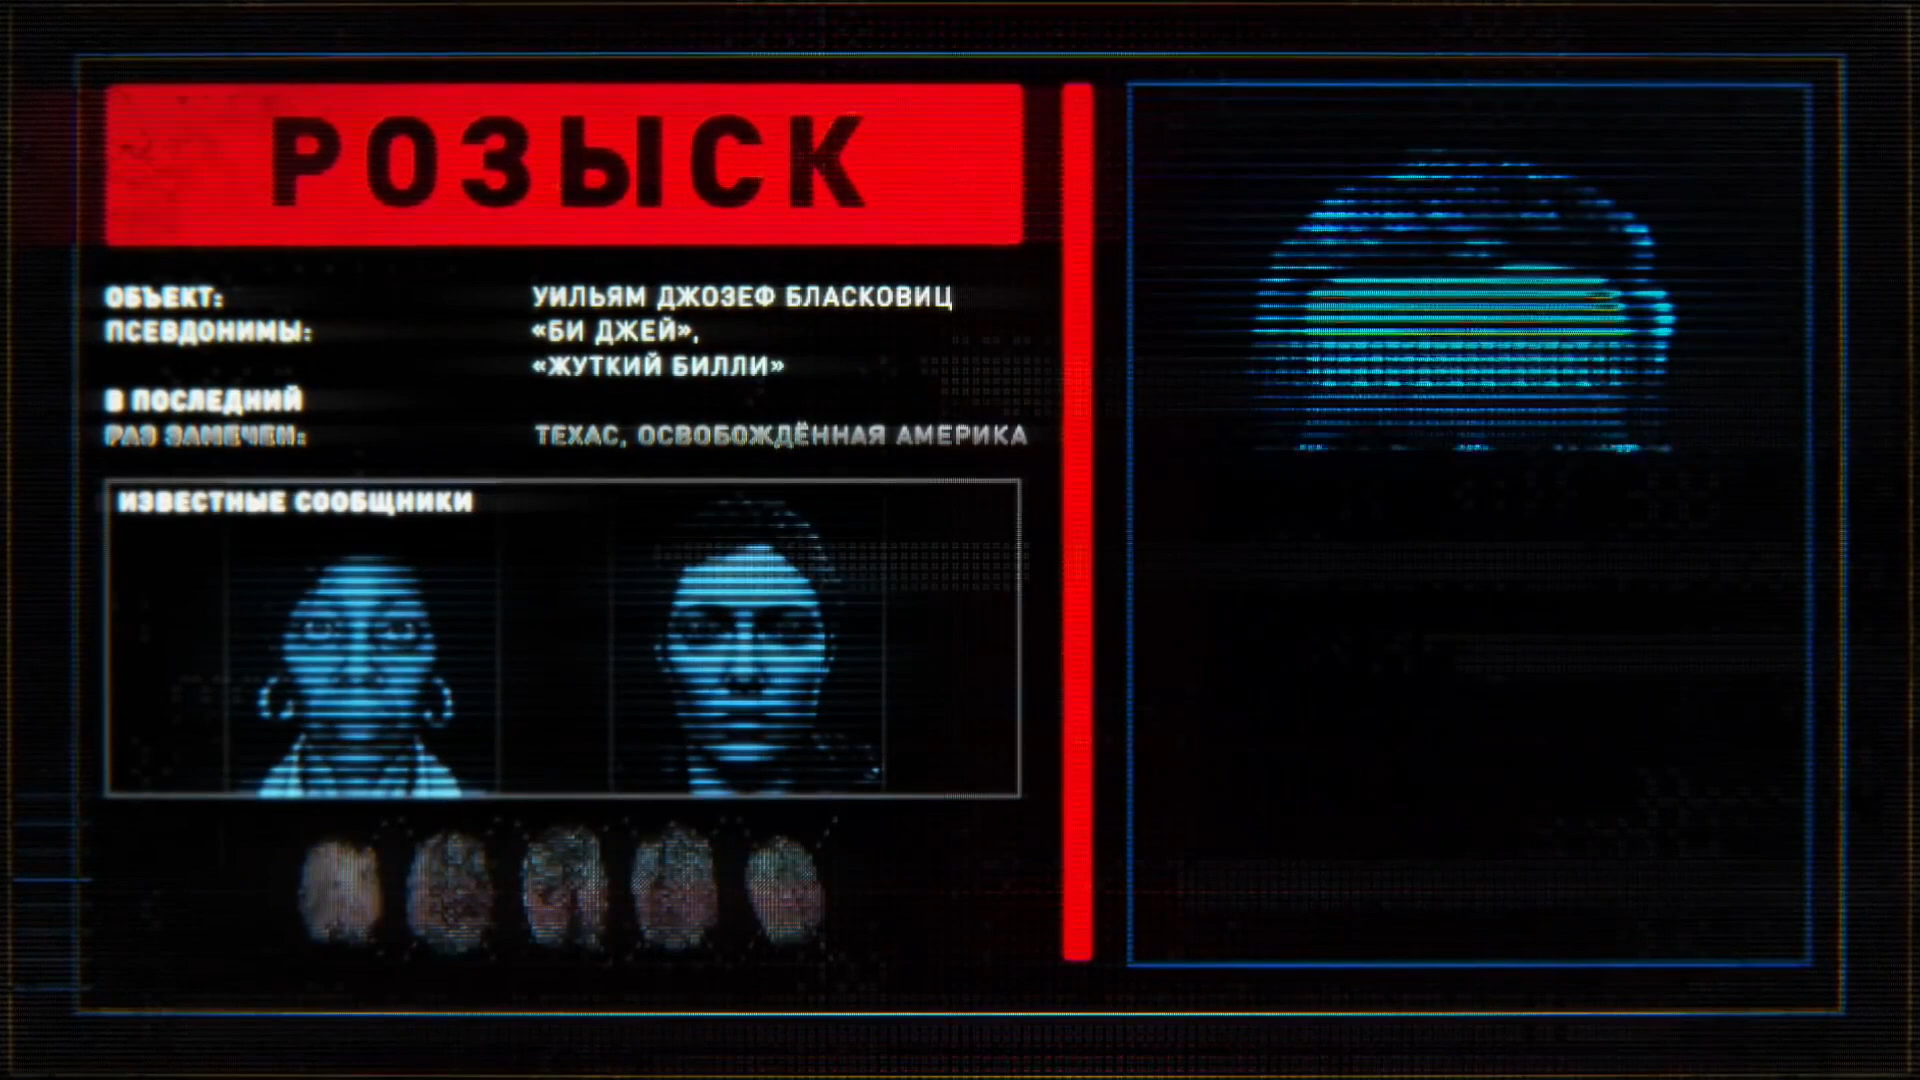 РОЗЫСК
ОБЪЕКТ: УИЛЬЯМ ДЖОЗЕФ БЛАСКОВИЦ
ПСЕВДОНИМЫ: «БИ ДЖЕЙ»,
«ЖУТКИЙ БИЛЛИ»
В ПОСЛЕДНИЙ
РАЗ ЗАМЕЧЕН: ТЕХАС, ОСВОБОЖДЁННАЯ АМЕРИКА
ИЗВЕСТНЫЕ СООБЩНИКИ